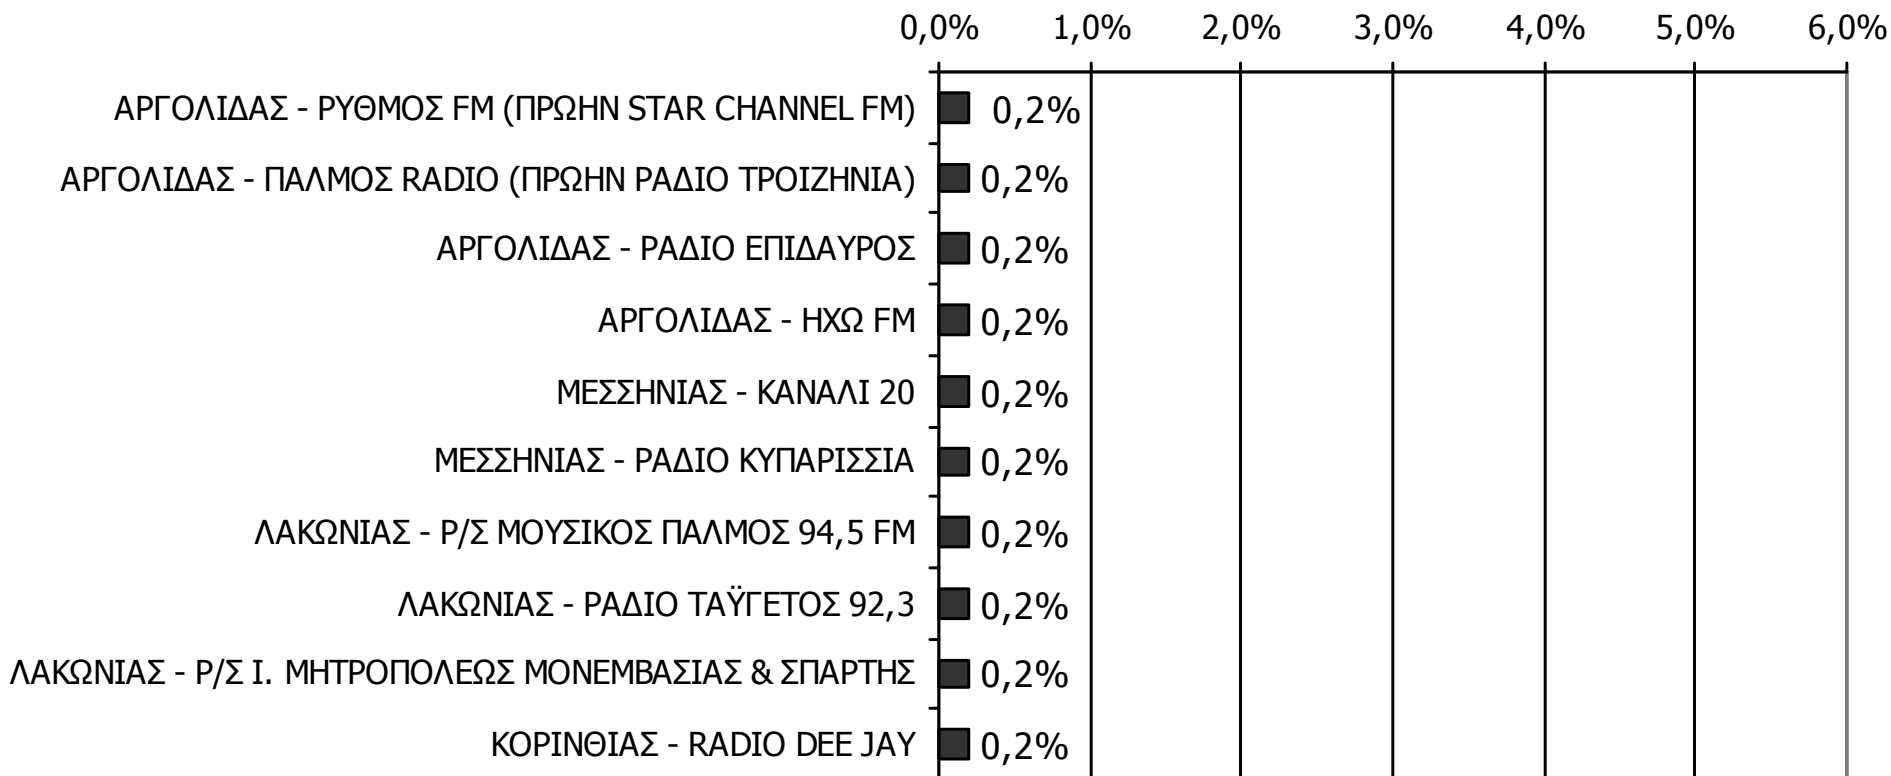 0,0% 1,0% 2,0% 3,0% 4,0% 5,0% 6,0%
ΑΡΓΟΛΙΔΑΣ - ΡΥΘΜΟΣ FM (ΠΡΩΗΝ STAR CHANNEL FM) 0,2%
ΑΡΓΟΛΙΔΑΣ - ΠΑΛΜΟΣ RADIO (ΠΡΩΗΝ ΡΑΔΙΟ ΤΡΟΙΖΗΝΙΑ) 0,2%
ΑΡΓΟΛΙΔΑΣ - ΡΑΔΙΟ ΕΠΙΔΑΥΡΟΣ 0,2%
ΑΡΓΟΛΙΔΑΣ - ΗΧΩ FM 0,2%
ΜΕΣΣΗΝΙΑΣ - ΚΑΝΑΛΙ 20 0,2%
ΜΕΣΣΗΝΙΑΣ - ΡΑΔΙΟ ΚΥΠΑΡΙΣΣΙΑ 0,2%
ΛΑΚΩΝΙΑΣ - Ρ/Σ ΜΟΥΣΙΚΟΣ ΠΑΛΜΟΣ 94,5 FM 0,2%
ΛΑΚΩΝΙΑΣ - ΡΑΔΙΟ ΤΑΫΓΕΤΟΣ 92,3 0,2%
ΛΑΚΩΝΙΑΣ - Ρ/Σ Ι. ΜΗΤΡΟΠΟΛΕΩΣ ΜΟΝΕΜΒΑΣΙΑΣ & ΣΠΑΡΤΗΣ 0,2%
ΚΟΡΙΝΘΙΑΣ - RADIO DEE JAY 0,2%